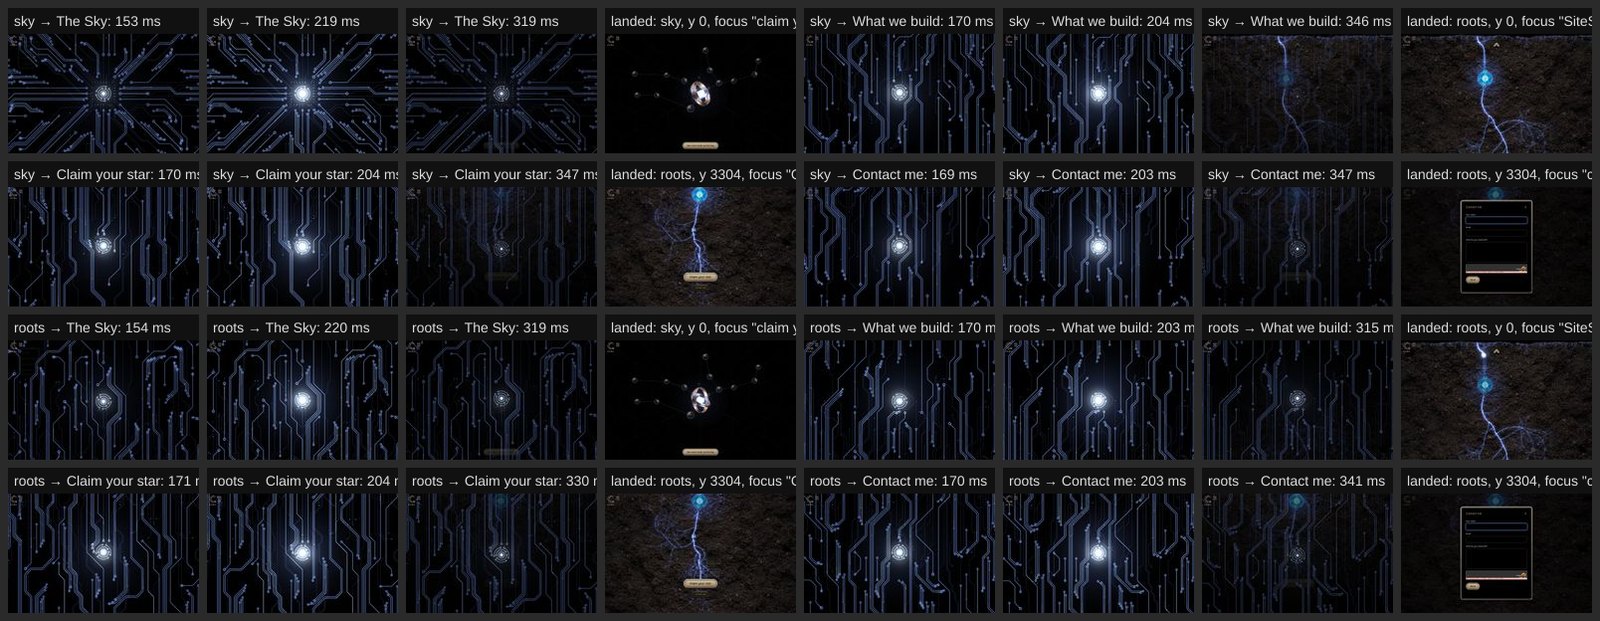 sky → The Sky: 153 ms
sky → The Sky: 219 ms
sky → The Sky: 319 ms
landed: sky, y 0, focus "claim y
sky → What we build: 170 ms
sky → What we build: 204 ms
sky → What we build: 346 ms
landed: roots, y 0, focus "SiteS
sky → Claim your star: 170 ms
sky → Claim your star: 204 ms
sky → Claim your star: 347 ms
landed: roots, y 3304, focus "C
sky → Contact me: 169 ms
sky → Contact me: 203 ms
sky → Contact me: 347 ms
landed: roots, y 3304, focus "c
roots → The Sky: 154 ms
roots → The Sky: 220 ms
roots → The Sky: 319 ms
landed: sky, y 0, focus "claim y
roots → What we build: 170 m
roots → What we build: 203 m
roots → What we build: 315 m
landed: roots, y 0, focus "SiteS
roots → Claim your star: 171 r
roots → Claim your star: 204 r
roots → Claim your star: 330 r
landed: roots, y 3304, focus "C
roots → Contact me: 170 ms
roots → Contact me: 203 ms
roots → Contact me: 341 ms
landed: roots, y 3304, focus "c